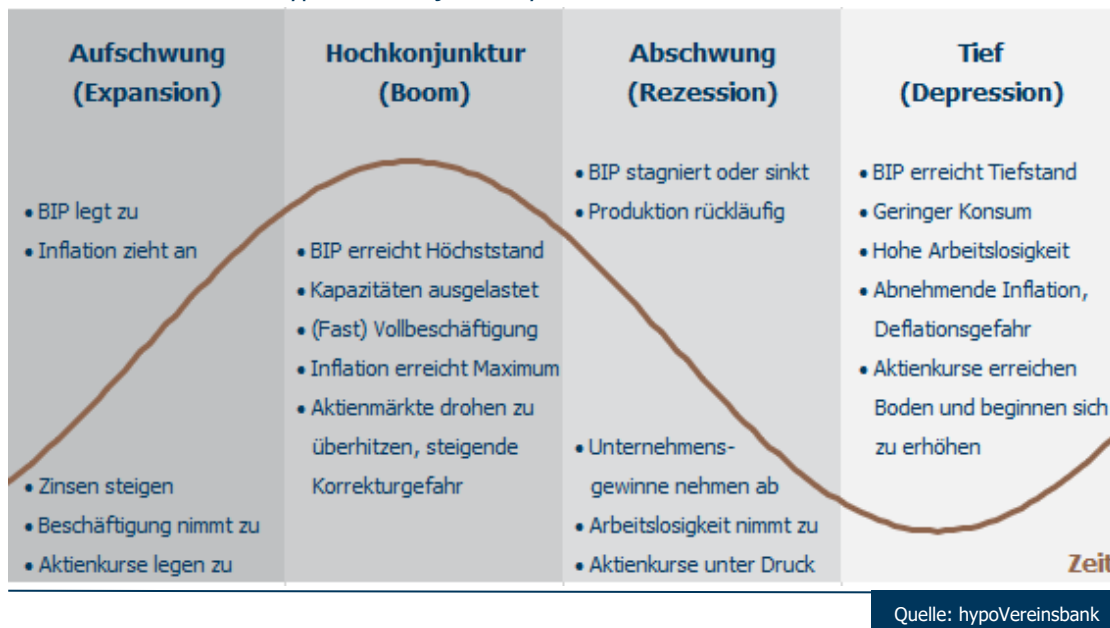 Aufschwung
(Expansion)
• BIP legt zu
• Inflation zieht an
• Zinsen steigen
• Beschäftigung nimmt zu
• Aktienkurse legen zu
Hochkonjunktur
(Boom)
• BIP erreicht Höchststand
• Kapazitäten ausgelastet
• (Fast) Vollbeschäftigung
• Inflation erreicht Maximum
• Aktienmärkte drohen zu
überhitzen, steigende
Korrekturgefahr
Abschwung
(Rezession)
• BIP stagniert oder sinkt
• Produktion rückläufig
• Unternehmens-
gewinne nehmen ab
• Arbeitslosigkeit nimmt zu
• Aktienkurse unter Druck
Tief
(Depression)
• BIP erreicht Tiefstand
• Geringer Konsum
• Hohe Arbeitslosigkeit
• Abnehmende Inflation,
Deflationsgefahr
• Aktienkurse erreichen
Boden und beginnen sich
zu erhöhen
Zeit
Quelle: hypoVereinsbank